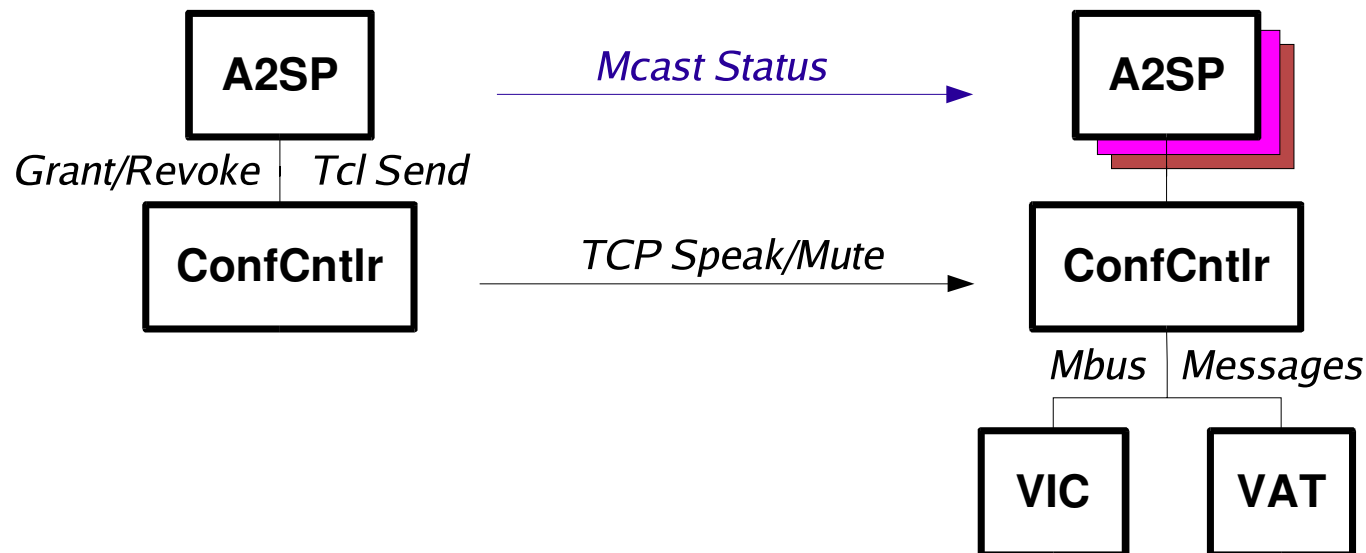 A2SP
Mcast Status
A2SP
Grant/Revoke
Tcl Send
ConfCntlr
TCP Speak/Mute
ConfCntlr
Mbus
Messages
VIC
VAT